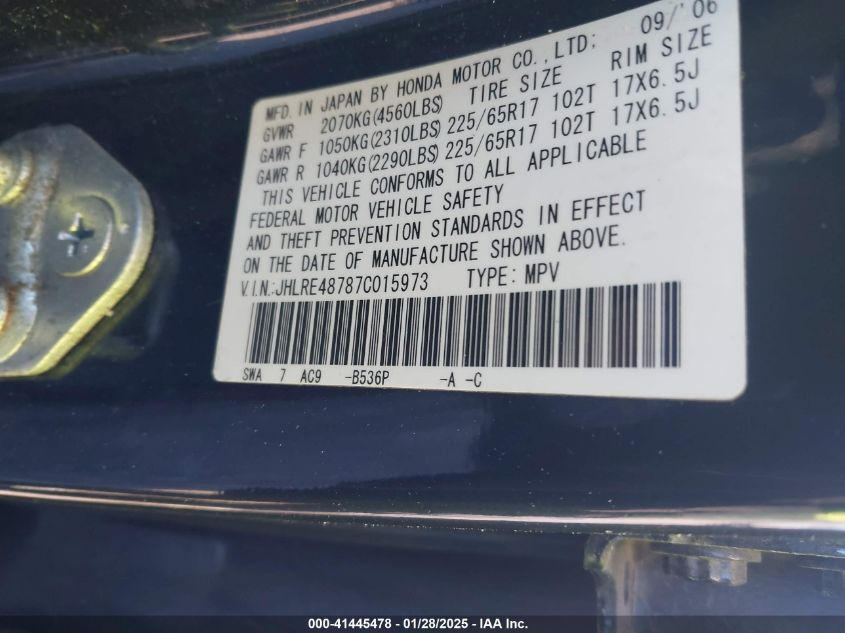 MFD. IN JAPAN BY HONDA MOTOR CO.,LTD; 09/'06
GVWR 2070KG(4560LBS) TIRE SIZE RIM SIZE
GAWR F 1050KG(2310LBS) 225/65R17 102T 17X6.5J
GAWR R 1040KG(2290LBS) 225/65R17 102T 17X6.5J
THIS VEHICLE CONFORMS TO ALL APPLICABLE
FEDERAL MOTOR VEHICLE SAFETY
AND THEFT PREVENTION STANDARDS IN EFFECT
ON THE DATE OF MANUFACTURE SHOWN ABOVE.
V.I.N.:JHLRE48787C015973 TYPE: MPV
SWA 7 AC9 -B536P -A -C
000-41445478 - 01/28/2025 - IAA Inc.